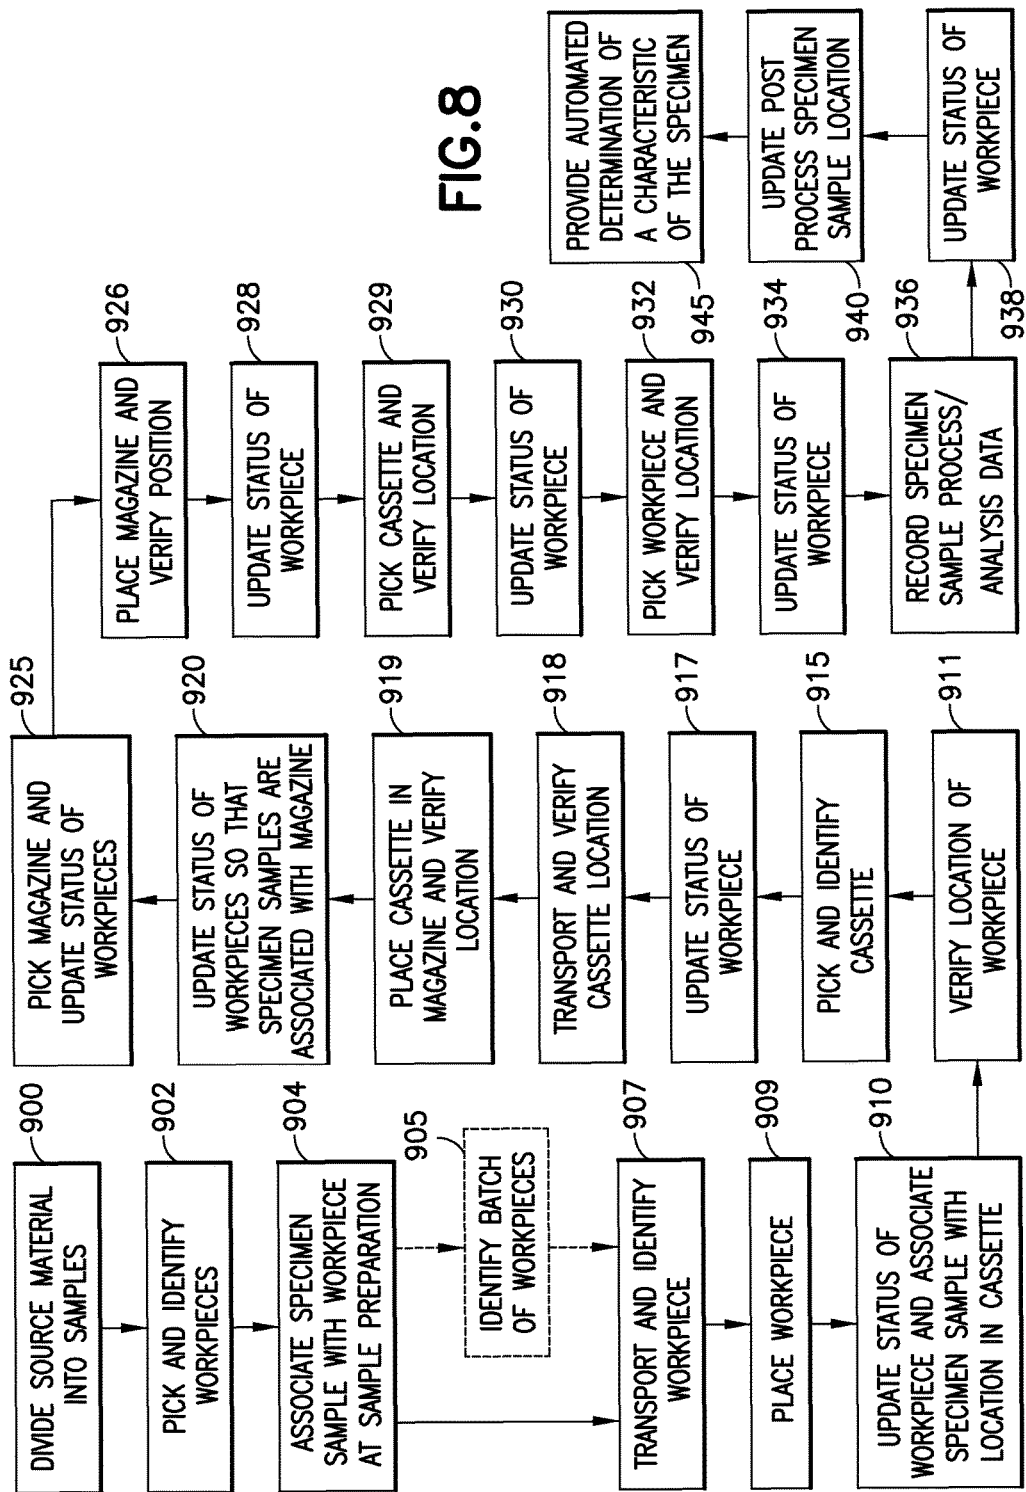 FIG.8
DIVIDE SOURCE MATERIAL
INTO SAMPLES
900
PICK AND IDENTIFY
WORKPIECES
902
ASSOCIATE SPECIMEN
SAMPLE WITH WORKPIECE
AT SAMPLE PREPARATION
904
IDENTIFY BATCH
OF WORKPIECES
905
TRANSPORT AND IDENTIFY
WORKPIECE
907
PLACE WORKPIECE
909
UPDATE STATUS OF
WORKPIECE AND ASSOCIATE
SPECIMEN SAMPLE WITH
LOCATION IN CASSETTE
910
VERIFY LOCATION OF
WORKPIECE
911
PICK AND IDENTIFY
CASSETTE
915
UPDATE STATUS OF
WORKPIECE
917
TRANSPORT AND VERIFY
CASSETTE LOCATION
918
PLACE CASSETTE IN
MAGAZINE AND VERIFY
LOCATION
919
UPDATE STATUS OF
WORKPIECES SO THAT
SPECIMEN SAMPLES ARE
ASSOCIATED WITH MAGAZINE
920
PICK MAGAZINE AND
UPDATE STATUS OF
WORKPIECES
925
PLACE MAGAZINE AND
VERIFY POSITION
926
UPDATE STATUS OF
WORKPIECE
928
PICK CASSETTE AND
VERIFY LOCATION
929
UPDATE STATUS OF
WORKPIECE
930
PICK WORKPIECE AND
VERIFY LOCATION
932
UPDATE STATUS OF
WORKPIECE
934
RECORD SPECIMEN
SAMPLE PROCESS/
ANALYSIS DATA
936
UPDATE STATUS OF
WORKPIECE
938
UPDATE POST
PROCESS SPECIMEN
SAMPLE LOCATION
940
PROVIDE AUTOMATED
DETERMINATION OF
A CHARACTERISTIC
OF THE SPECIMEN
945